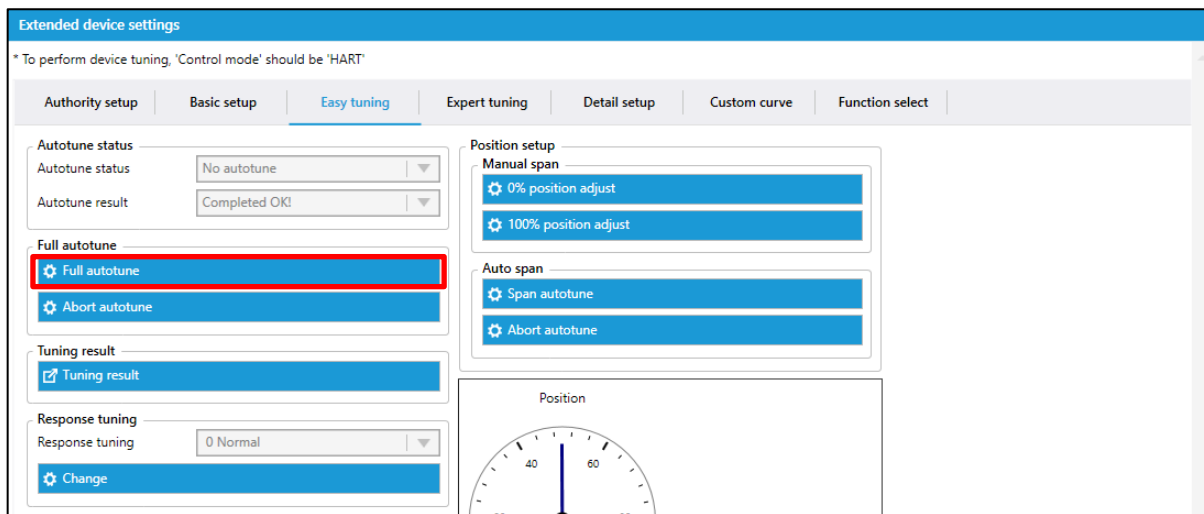 Extended device settings
* To perform device tuning, 'Control mode' should be 'HART'
Authority setup Basic setup Easy tuning Expert tuning Detail setup Custom curve Function select
Autotune status
Autotune status No autotune
Autotune result Completed OK!
Full autotune
Full autotune
Abort autotune
Tuning result
Tuning result
Response tuning
Response tuning 0 Normal
Change
Position setup
Manual span
0% position adjust
100% position adjust
Auto span
Span autotune
Abort autotune
Position
40 60